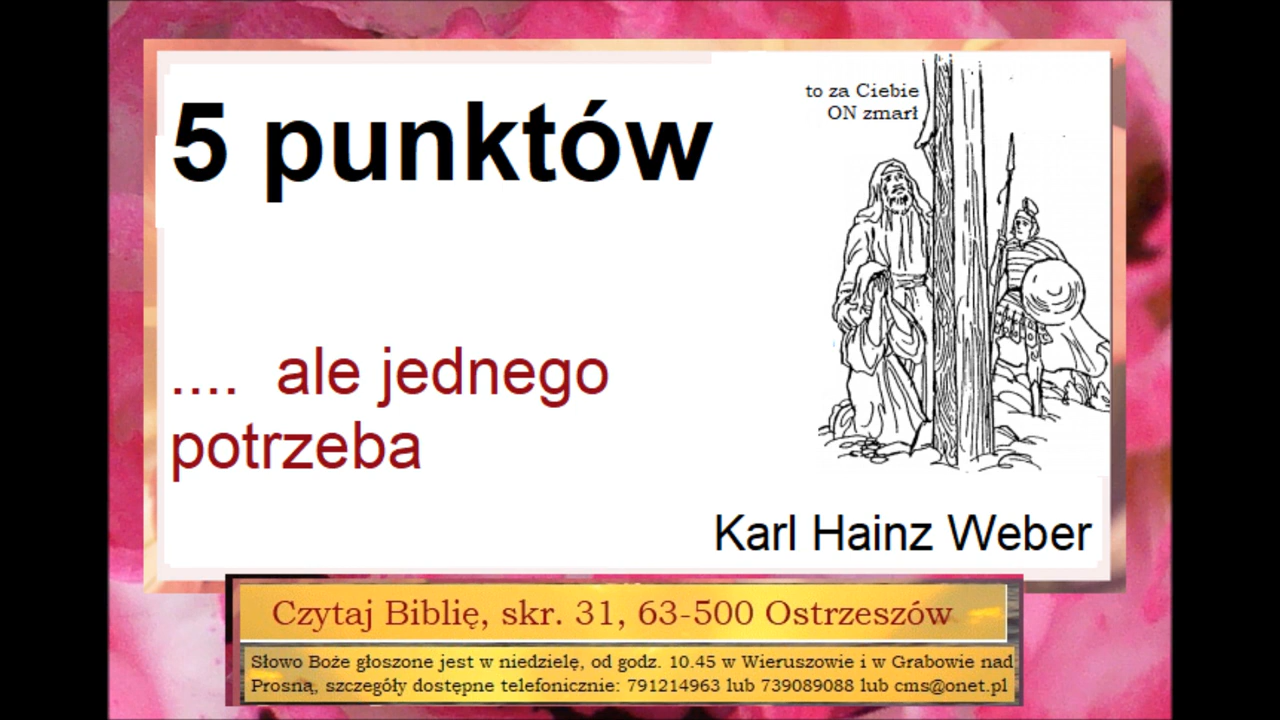 5 punktów
to za Ciebie
ON zmarł
.... ale jednego
potrzeba
Karl Hainz Weber
Czytaj Biblię, skr. 31, 63-500 Ostrzeszów
Słowo Boże głoszone jest w niedzielę, od godz. 10.45 w Wieruszowie i w Grabowie nad
Prosną, szczegóły dostępne telefonicznie: 791214963 lub 739089088 lub cms@onet.pl